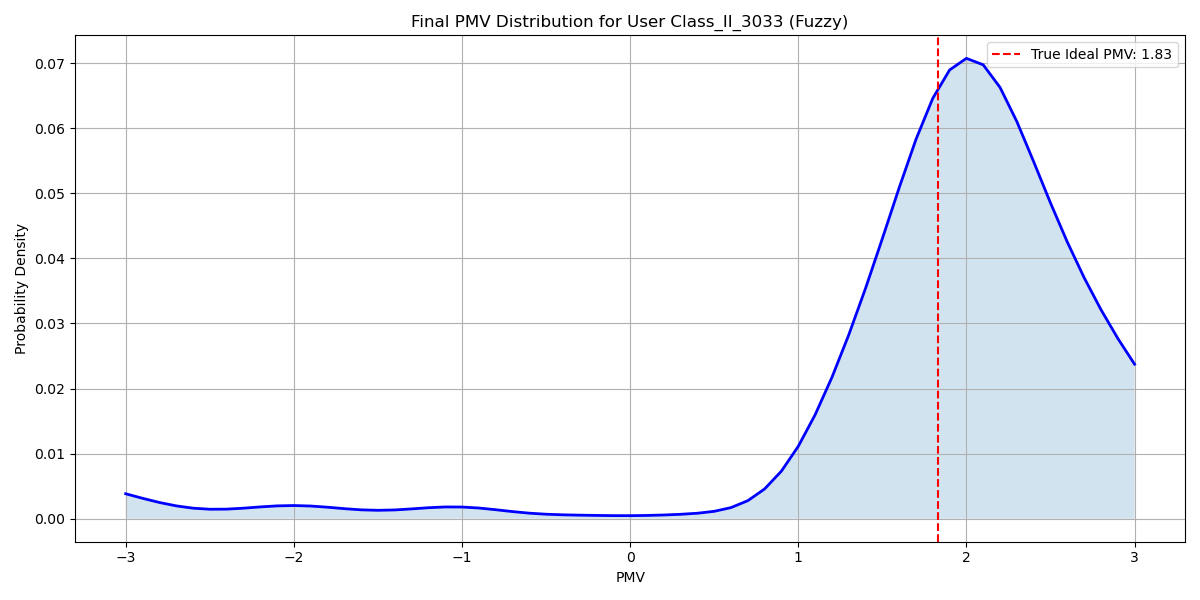 Final PMV Distribution for User Class_II_3033 (Fuzzy)
True Ideal PMV: 1.83
Probability Density
0.07
0.06
0.05
0.04
0.03
0.02
0.01
0.00
−3 −2 −1 0 1 2 3
PMV